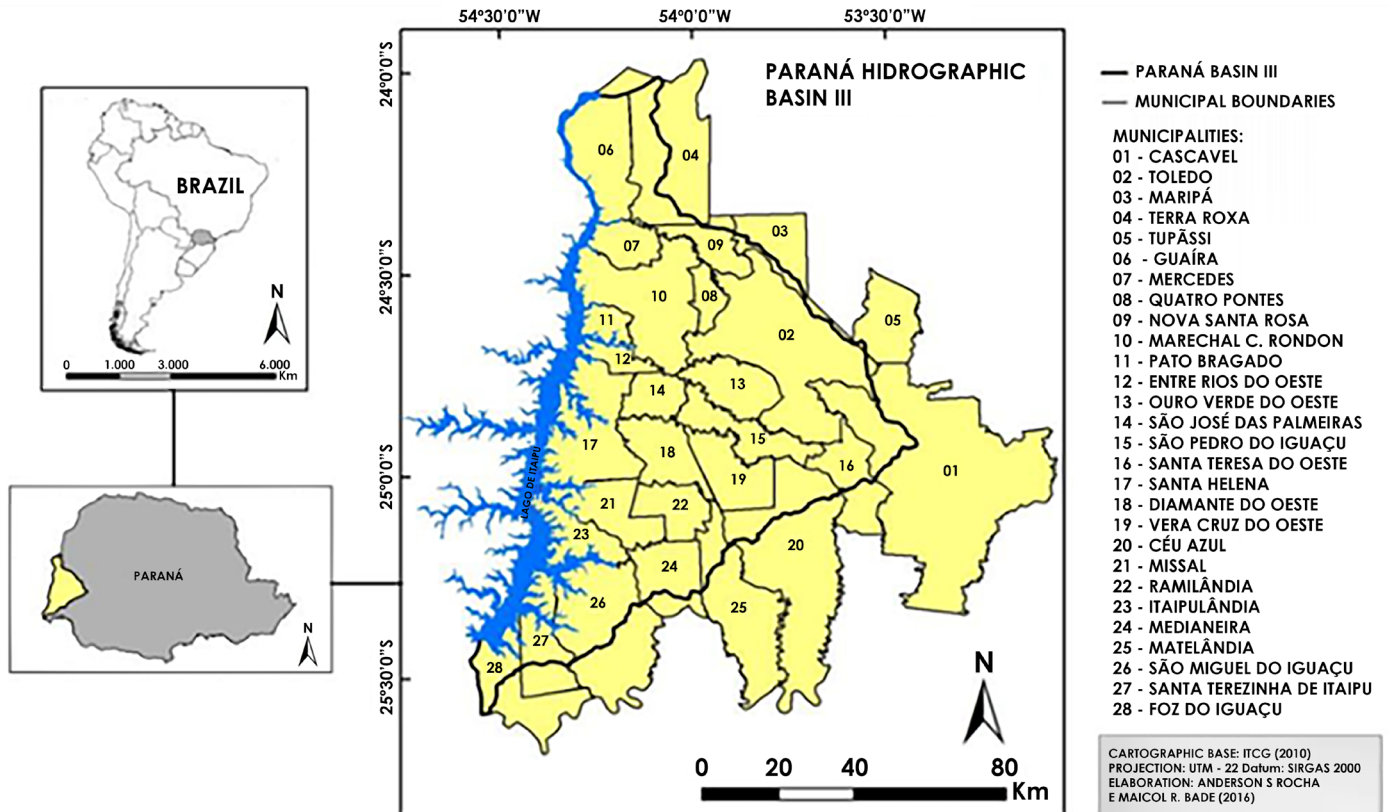 54°30'0"W
54°0'0"W
53°30'0"W
24°0'0"S
24°30'0"S
25°0'0"S
25°30'0"S
PARANÁ HIDROGRAPHIC
BASIN III
BRAZIL
N
0 1.000 3.000 6.000
Km
PARANÁ
N
06
04
03
07
09
10
08
02
05
11
12
13
14
15
17
18
16
01
19
21
22
23
20
24
26
25
27
28
LAGO DE ITAIPU
N
0 20 40 80
Km
PARANÁ BASIN III
MUNICIPAL BOUNDARIES
MUNICIPALITIES:
01 - CASCAVEL
02 - TOLEDO
03 - MARIPÁ
04 - TERRA ROXA
05 - TUPÃSSI
06 - GUAÍRA
07 - MERCEDES
08 - QUATRO PONTES
09 - NOVA SANTA ROSA
10 - MARECHAL C. RONDON
11 - PATO BRAGADO
12 - ENTRE RIOS DO OESTE
13 - OURO VERDE DO OESTE
14 - SÃO JOSÉ DAS PALMEIRAS
15 - SÃO PEDRO DO IGUAÇU
16 - SANTA TERESA DO OESTE
17 - SANTA HELENA
18 - DIAMANTE DO OESTE
19 - VERA CRUZ DO OESTE
20 - CÉU AZUL
21 - MISSAL
22 - RAMILÂNDIA
23 - ITAIPULÂNDIA
24 - MEDIANEIRA
25 - MATELÂNDIA
26 - SÃO MIGUEL DO IGUAÇU
27 - SANTA TEREZINHA DE ITAIPU
28 - FOZ DO IGUAÇU
CARTOGRAPHIC BASE: ITCG (2010)
PROJECTION: UTM - 22 Datum: SIRGAS 2000
ELABORATION: ANDERSON S ROCHA
E MAICOL R. BADE (2016)